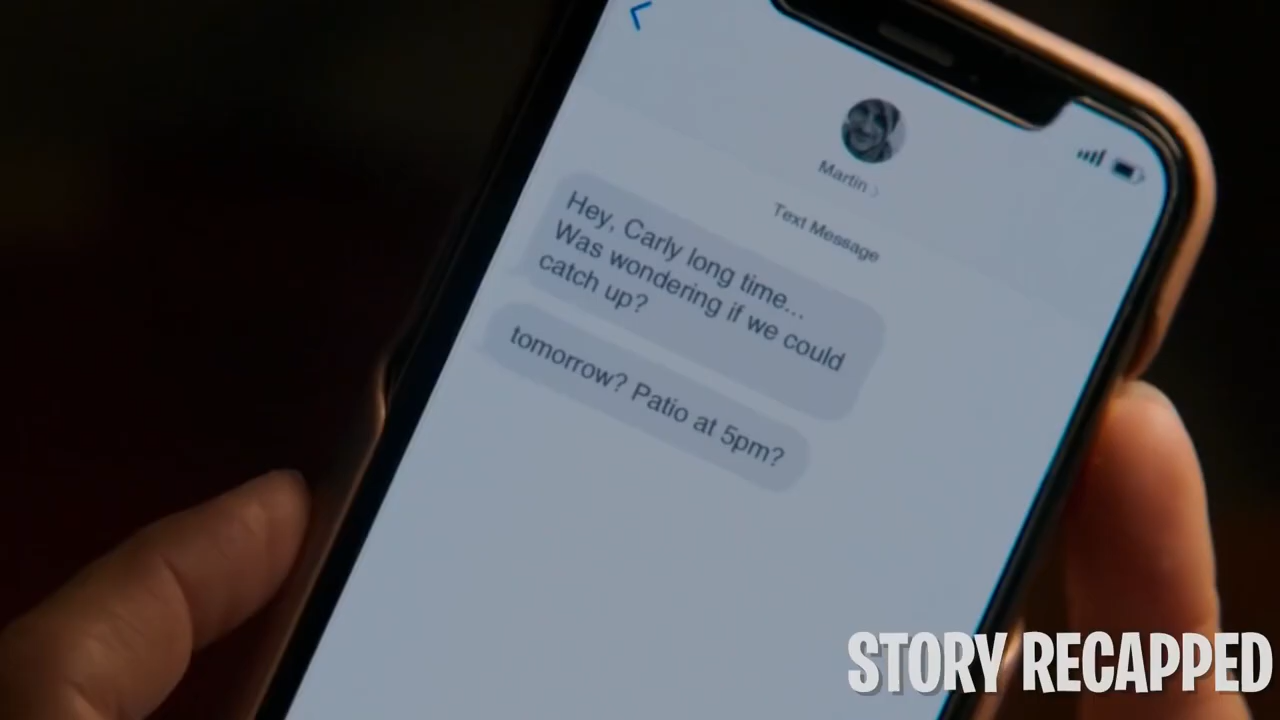 Martin
Text Message
Hey, Carly long time...
Was wondering if we could
catch up?
tomorrow? Patio at 5pm?
STORY RECAPPED